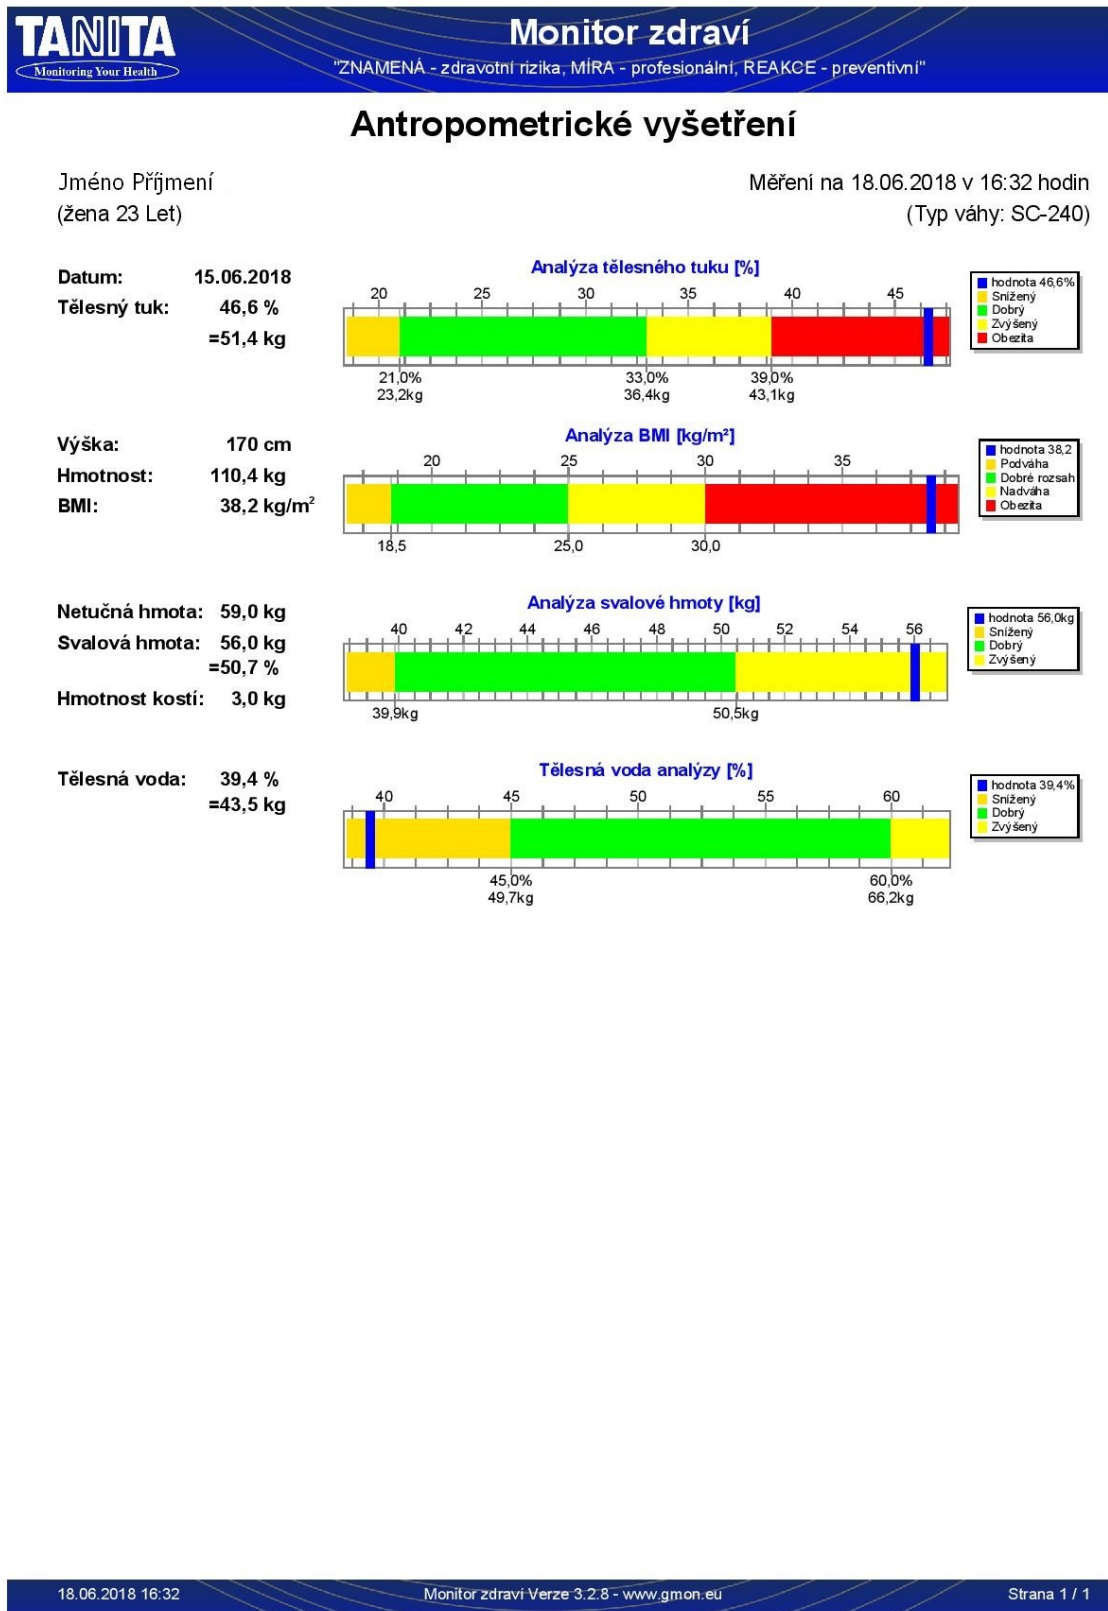 TANITA
Monitoring Your Health
Monitor zdraví
"ZNAMENÁ - zdravotní rizika, MÍRA - profesionální, REAKCE - preventivní"
Antropometrické vyšetření
Jméno Příjmení
(žena 23 Let)
Měření na 18.06.2018 v 16:32 hodin
(Typ váhy: SC-240)
Datum: 15.06.2018
Tělesný tuk: 46,6 %
=51,4 kg
Analýza tělesného tuku [%]
20 25 30 35 40 45
21,0% 33,0% 39,0%
23,2kg 36,4kg 43,1kg
hodnota 46,6%
Snížený
Dobrý
Zvýšený
Obezita
Výška: 170 cm
Hmotnost: 110,4 kg
BMI: 38,2 kg/m²
Analýza BMI [kg/m²]
20 25 30 35
18,5 25,0 30,0
hodnota 38,2
Podváha
Dobré rozsah
Nadváha
Obezita
Netučná hmota: 59,0 kg
Svalová hmota: 56,0 kg
=50,7 %
Hmotnost kostí: 3,0 kg
Analýza svalové hmoty [kg]
40 42 44 46 48 50 52 54 56
39,9kg 50,5kg
hodnota 56,0kg
Snížený
Dobrý
Zvýšený
Tělesná voda: 39,4 %
=43,5 kg
Tělesná voda analýzy [%]
40 45 50 55 60
45,0% 60,0%
49,7kg 66,2kg
hodnota 39,4%
Snížený
Dobrý
Zvýšený
18.06.2018 16:32
Monitor zdraví Verze 3.2.8 - www.gmon.eu
Strana 1 / 1